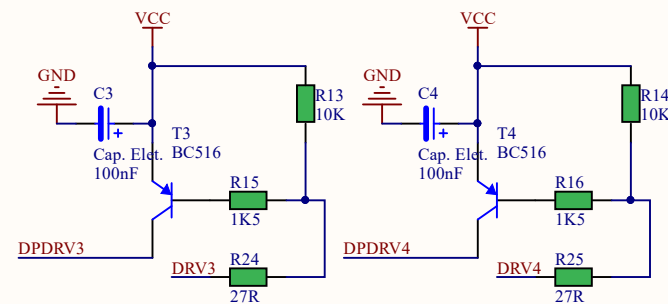 VCC
GND
C3
Cap. Elet.
100nF
T3
BC516
R13
10K
R15
1K5
DPDRV3
DRV3
R24
27R
VCC
GND
C4
Cap. Elet.
100nF
T4
BC516
R14
10K
R16
1K5
DPDRV4
DRV4
R25
27R